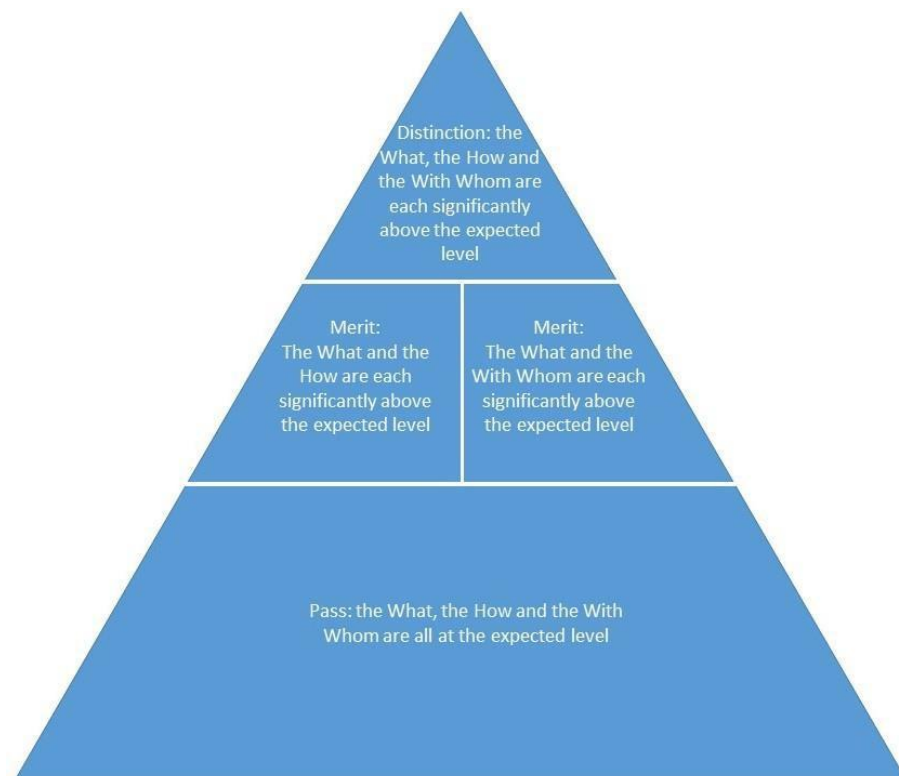 Distinction: the
What, the How and
the With Whom are
each significantly
above the expected
level
Merit:
The What and the
How are each
significantly above
the expected level
Merit:
The What and the
With Whom are each
significantly above
the expected level
Pass: the What, the How and the With
Whom are all at the expected level